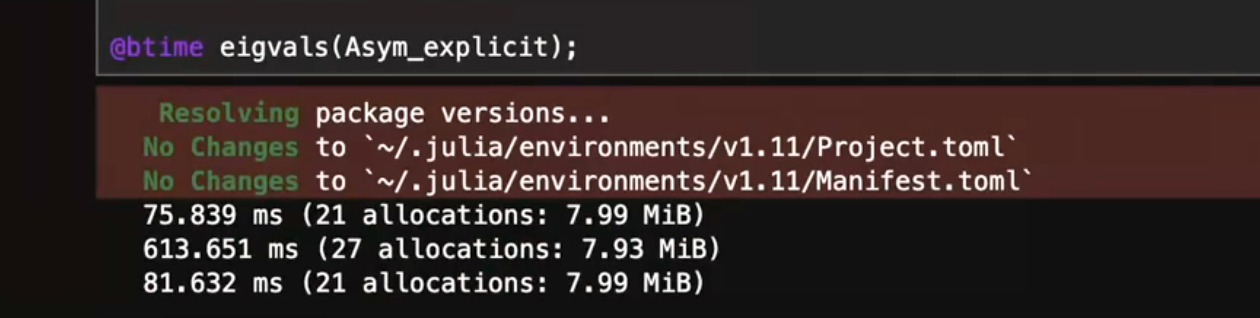 @btime eigvals(Asym_explicit);
Resolving package versions...
No Changes to `~/.julia/environments/v1.11/Project.toml`
No Changes to `~/.julia/environments/v1.11/Manifest.toml`
75.839 ms (21 allocations: 7.99 MiB)
613.651 ms (27 allocations: 7.93 MiB)
81.632 ms (21 allocations: 7.99 MiB)